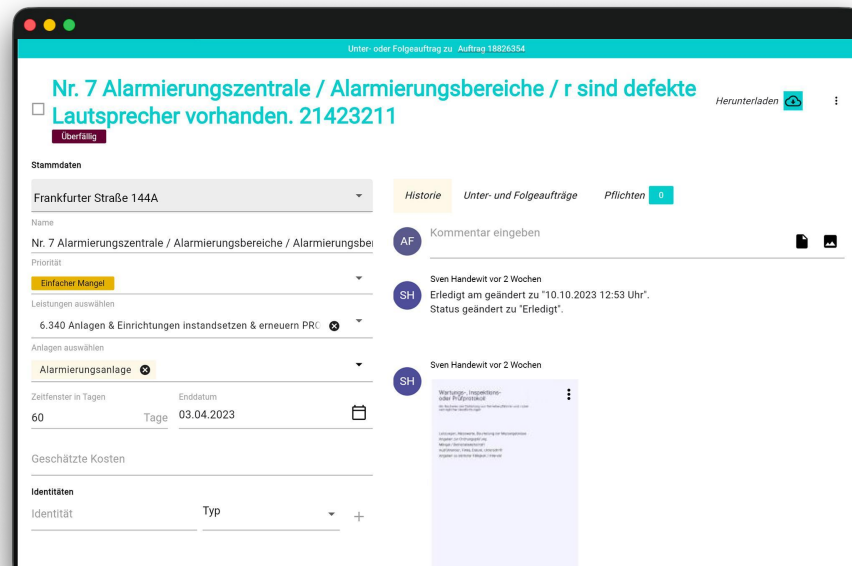 Unter- oder Folgeauftrag zu Auftrag 18826354
Nr. 7 Alarmierungszentrale / Alarmierungsbereiche / r sind defekte
Lautsprecher vorhanden. 21423211
Überfällig
Herunterladen
Stammdaten
Frankfurter Straße 144A
Name
Nr. 7 Alarmierungszentrale / Alarmierungsbereiche / Alarmierungsber
Priorität
Einfacher Mangel
Leistungen auswählen
6.340 Anlagen & Einrichtungen instandsetzen & erneuern PRO
Anlagen auswählen
Alarmierungsanlage
Zeitfenster in Tagen
60 Tage
Enddatum
03.04.2023
Geschätzte Kosten
Identitäten
Identität
Typ
Historie Unter- und Folgeaufträge Pflichten 0
AF
Kommentar eingeben
SH
Sven Handewit vor 2 Wochen
Erledigt am geändert zu "10.10.2023 12:53 Uhr".
Status geändert zu "Erledigt".
SH
Sven Handewit vor 2 Wochen
Wartungs-, Inspektions-
oder Prüfprotokoll